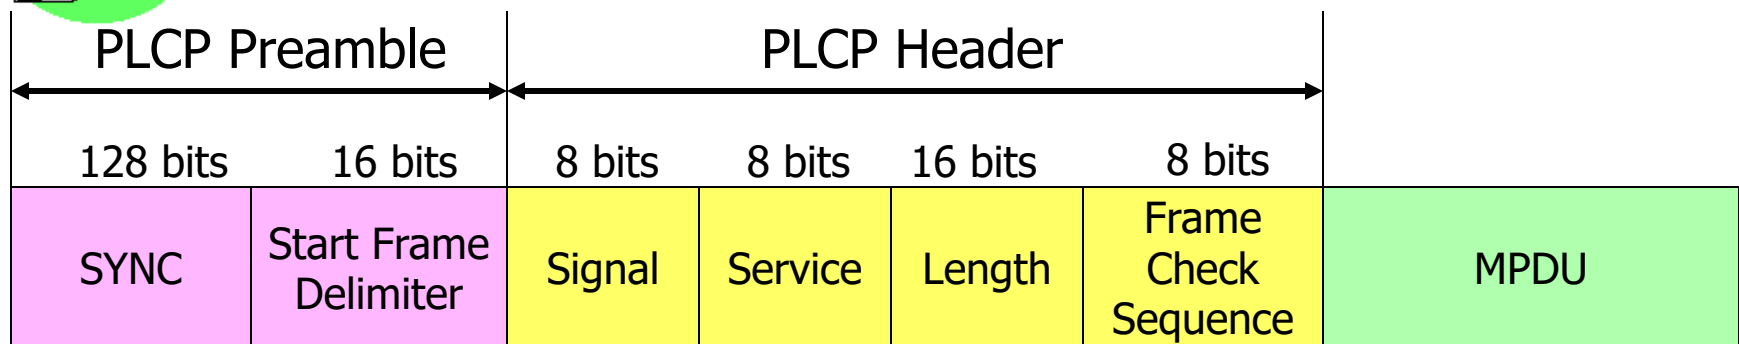 PLCP Preamble PLCP Header
128 bits 16 bits 8 bits 8 bits 16 bits 8 bits
SYNC
Start Frame
Delimiter
Signal
Service
Length
Frame
Check
Sequence
MPDU